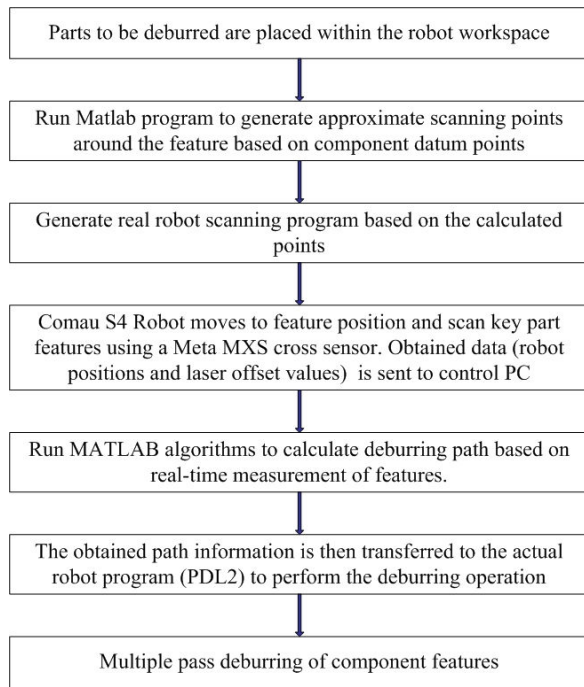 Parts to be deburred are placed within the robot workspace
Run Matlab program to generate approximate scanning points
around the feature based on component datum points
Generate real robot scanning program based on the calculated
points
Comau S4 Robot moves to feature position and scan key part
features using a Meta MXS cross sensor. Obtained data (robot
positions and laser offset values)  is sent to control PC
Run MATLAB algorithms to calculate deburring path based on
real-time measurement of features.
The obtained path information is then transferred to the actual
robot program (PDL2) to perform the deburring operation
Multiple pass deburring of component features